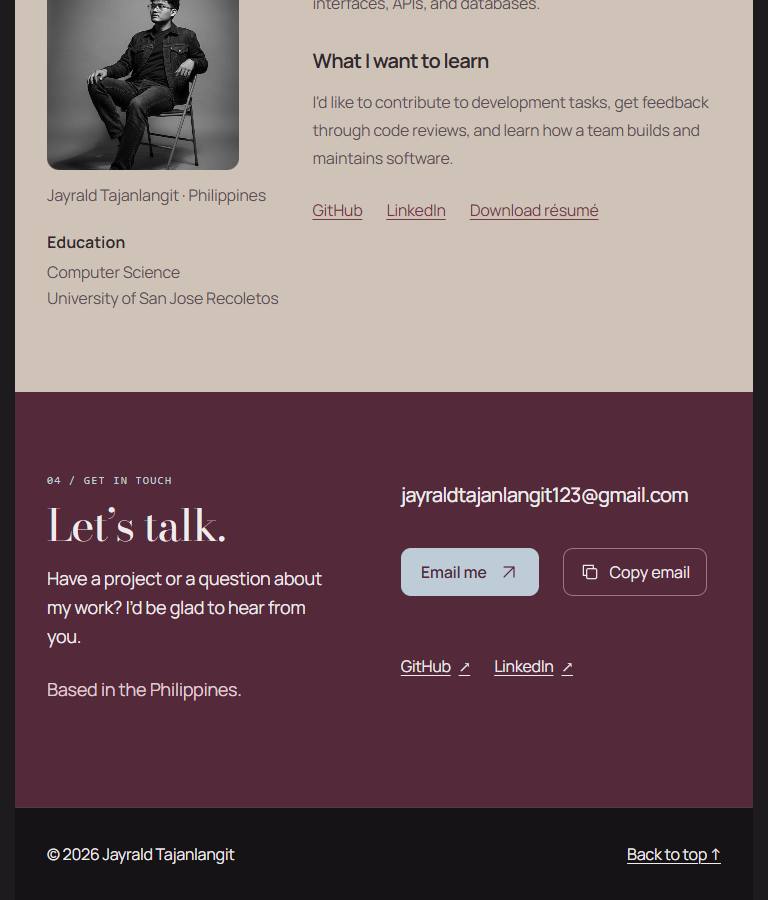 interfaces, APIs, and databases.
What I want to learn
I'd like to contribute to development tasks, get feedback
through code reviews, and learn how a team builds and
maintains software.
GitHub LinkedIn Download résumé
Jayrald Tajanlangit · Philippines
Education
Computer Science
University of San Jose Recoletos
04 / GET IN TOUCH
Let's talk.
Have a project or a question about
my work? I'd be glad to hear from
you.
Based in the Philippines.
jayraldtajanlangit123@gmail.com
Email me Copy email
GitHub ↗ LinkedIn ↗
© 2026 Jayrald Tajanlangit
Back to top ↑